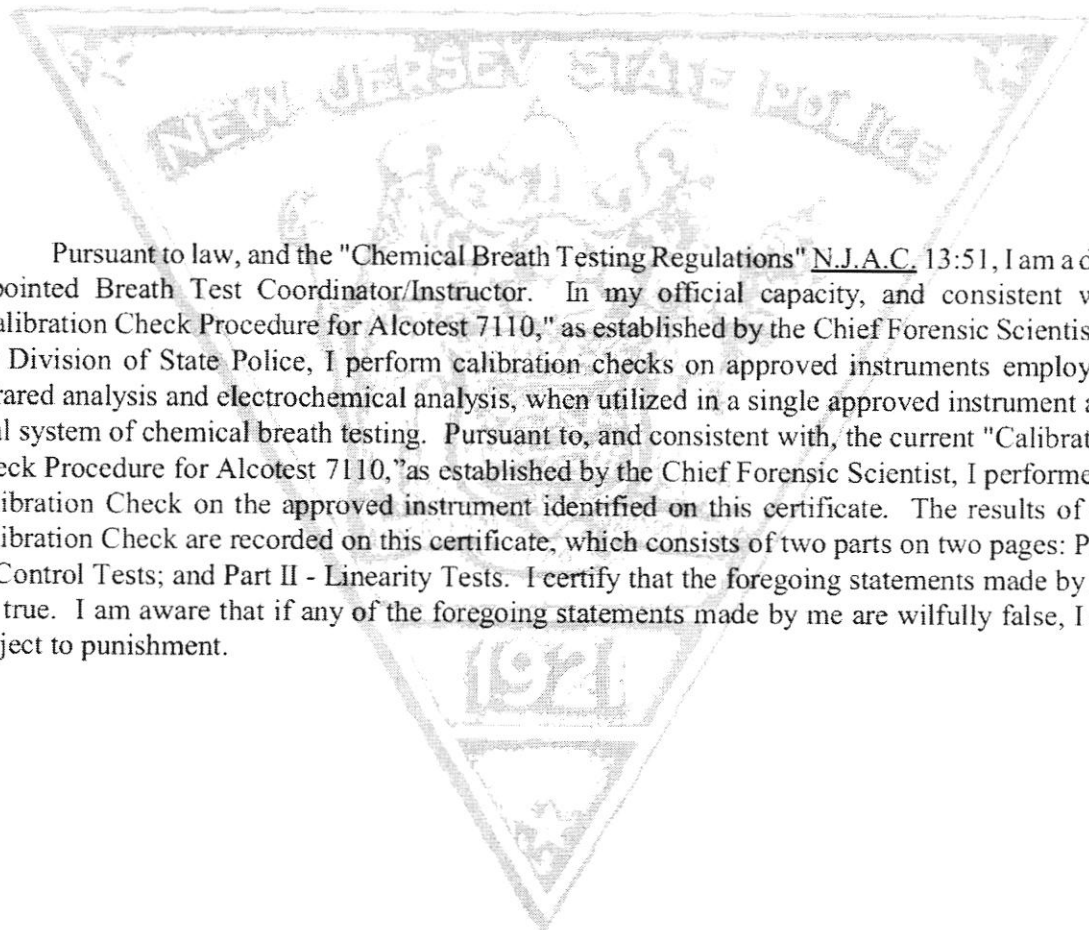 NEW JERSEY STATE POLICE
Pursuant to law, and the "Chemical Breath Testing Regulations" N.J.A.C. 13:51, I am a d
pointed Breath Test Coordinator/Instructor. In my official capacity, and consistent w
alibration Check Procedure for Alcotest 7110," as established by the Chief Forensic Scientis
Division of State Police, I perform calibration checks on approved instruments employ
rared analysis and electrochemical analysis, when utilized in a single approved instrument a
al system of chemical breath testing. Pursuant to, and consistent with, the current "Calibrat
eck Procedure for Alcotest 7110,"as established by the Chief Forensic Scientist, I performe
ibration Check on the approved instrument identified on this certificate. The results of
ibration Check are recorded on this certificate, which consists of two parts on two pages: P
Control Tests; and Part II - Linearity Tests. I certify that the foregoing statements made by
true. I am aware that if any of the foregoing statements made by me are wilfully false, I
ject to punishment.
1921